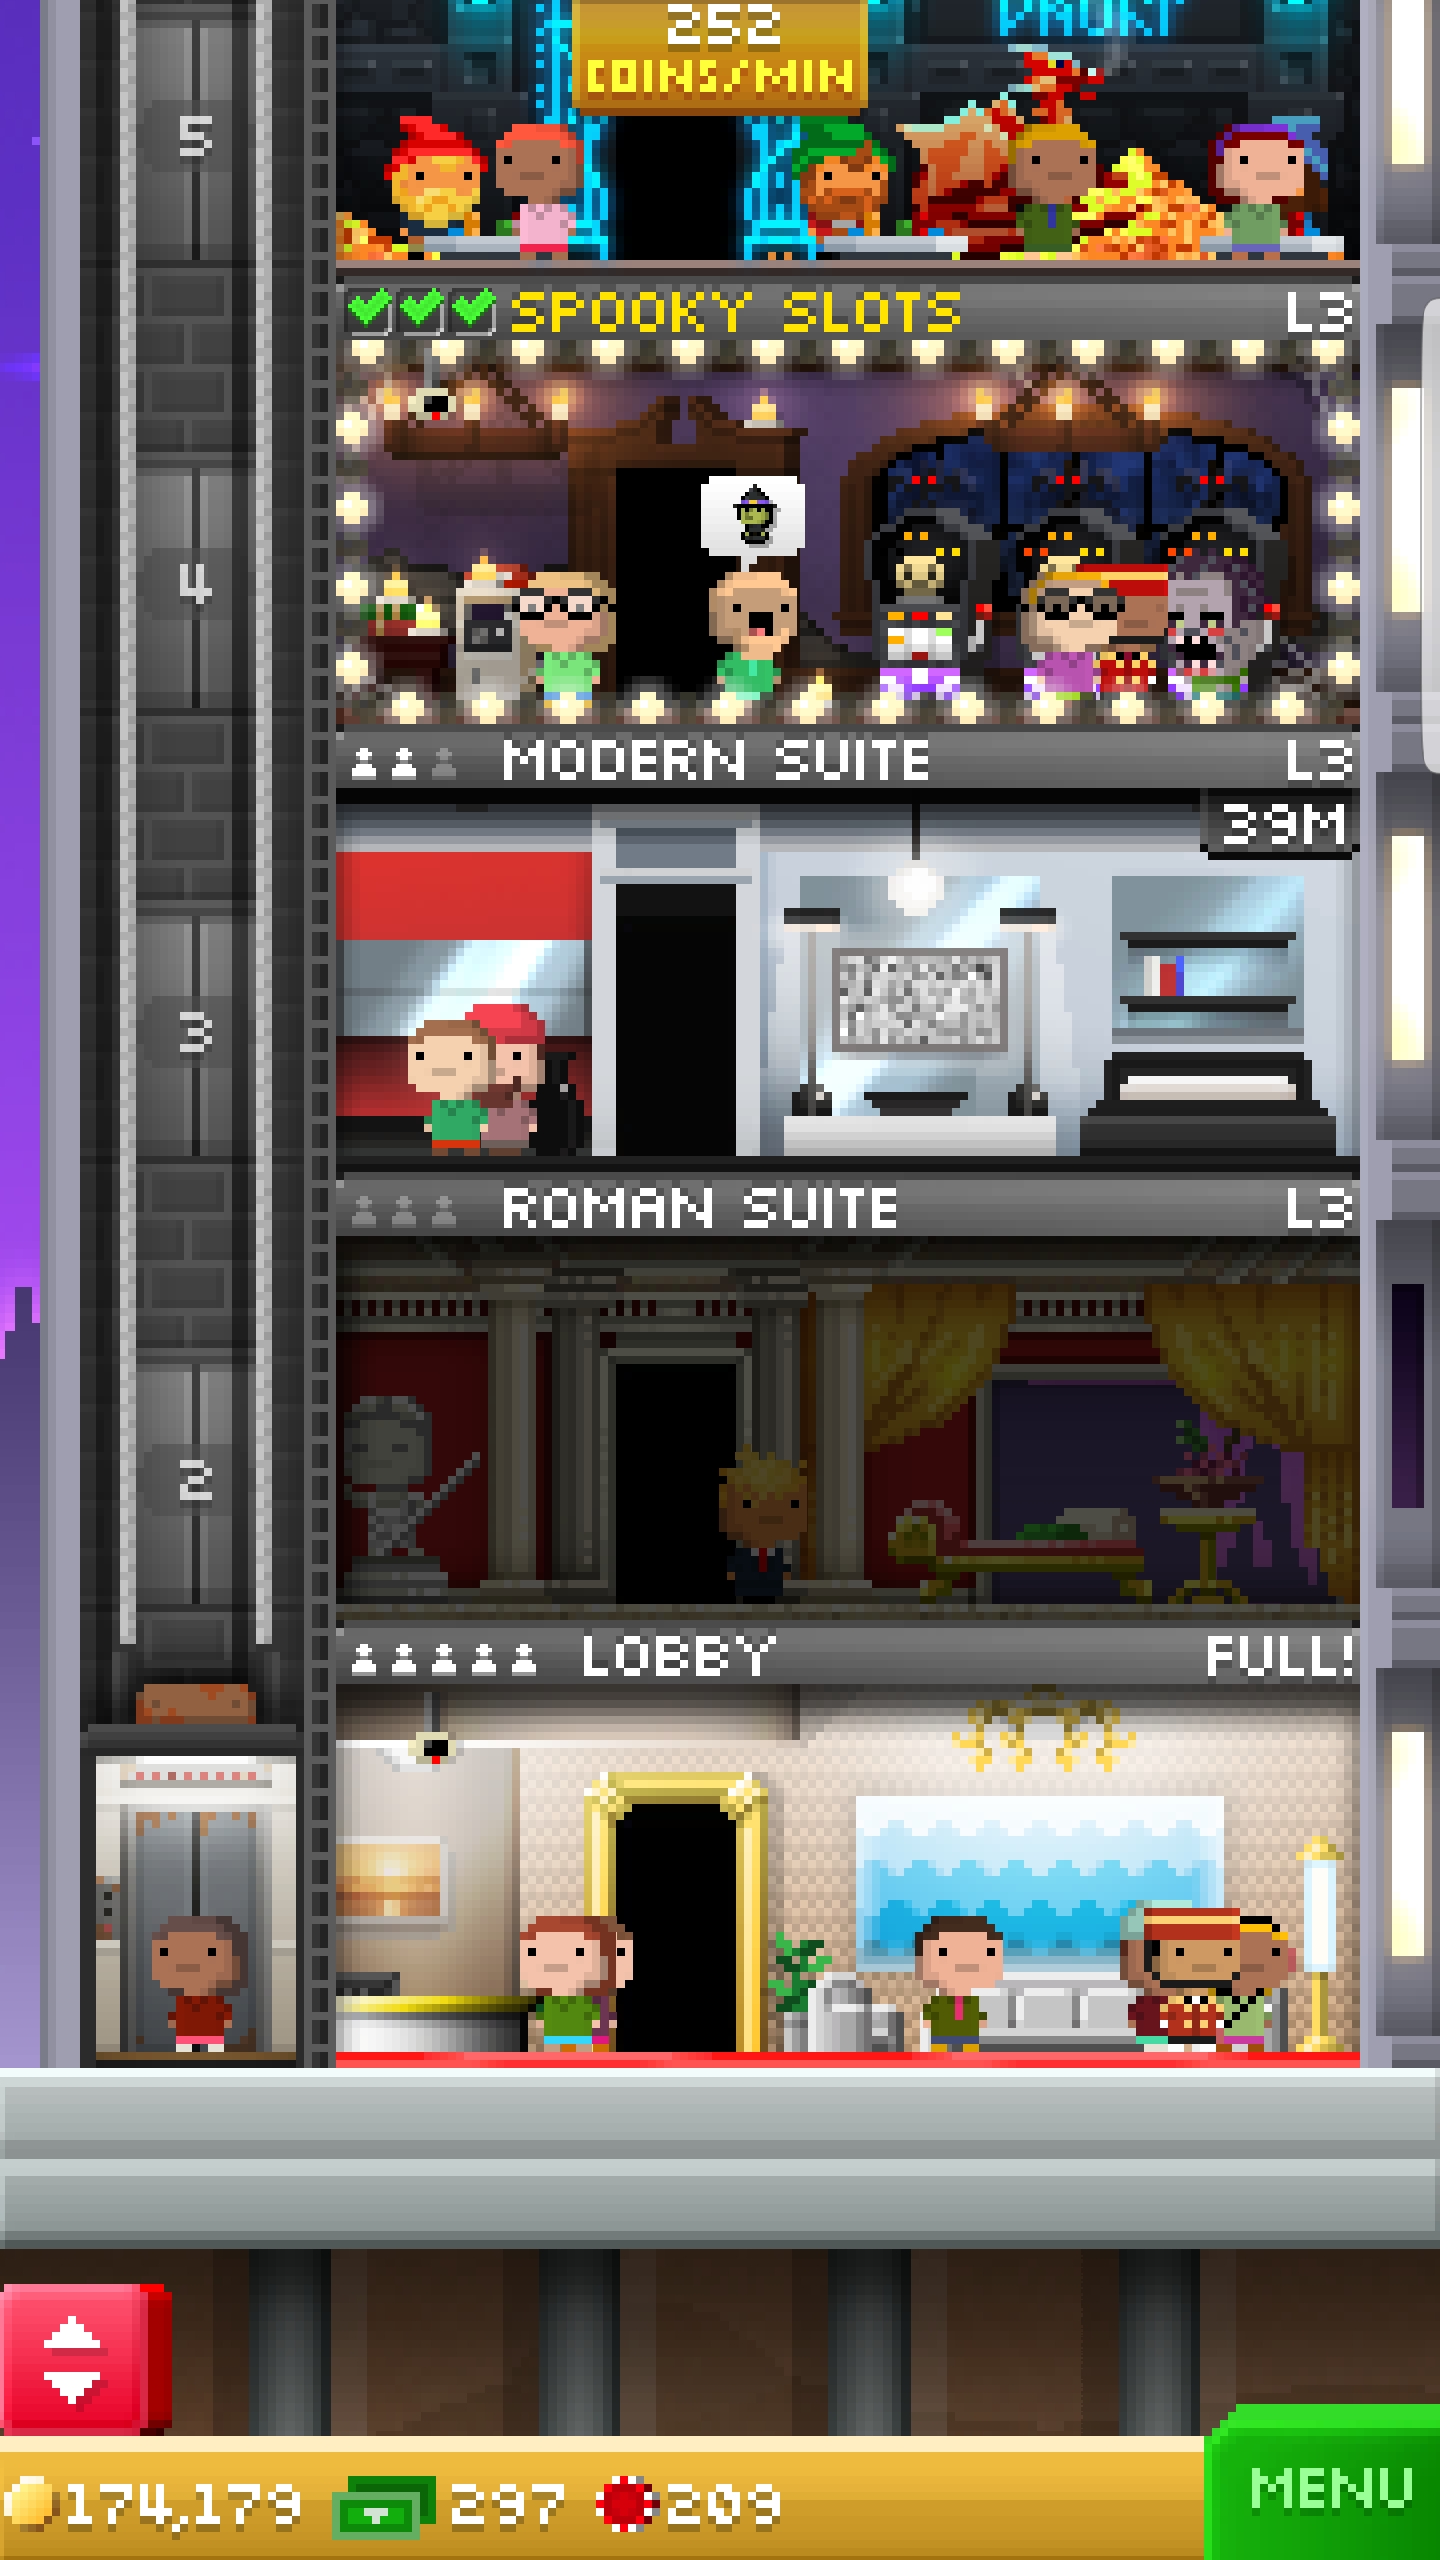 252
COINS/MIN
5
SPOOKY SLOTS L3
4
MODERN SUITE L3
39M
3
ROMAN SUITE L3
2
LOBBY FULL!
174,179 297 209
MENU